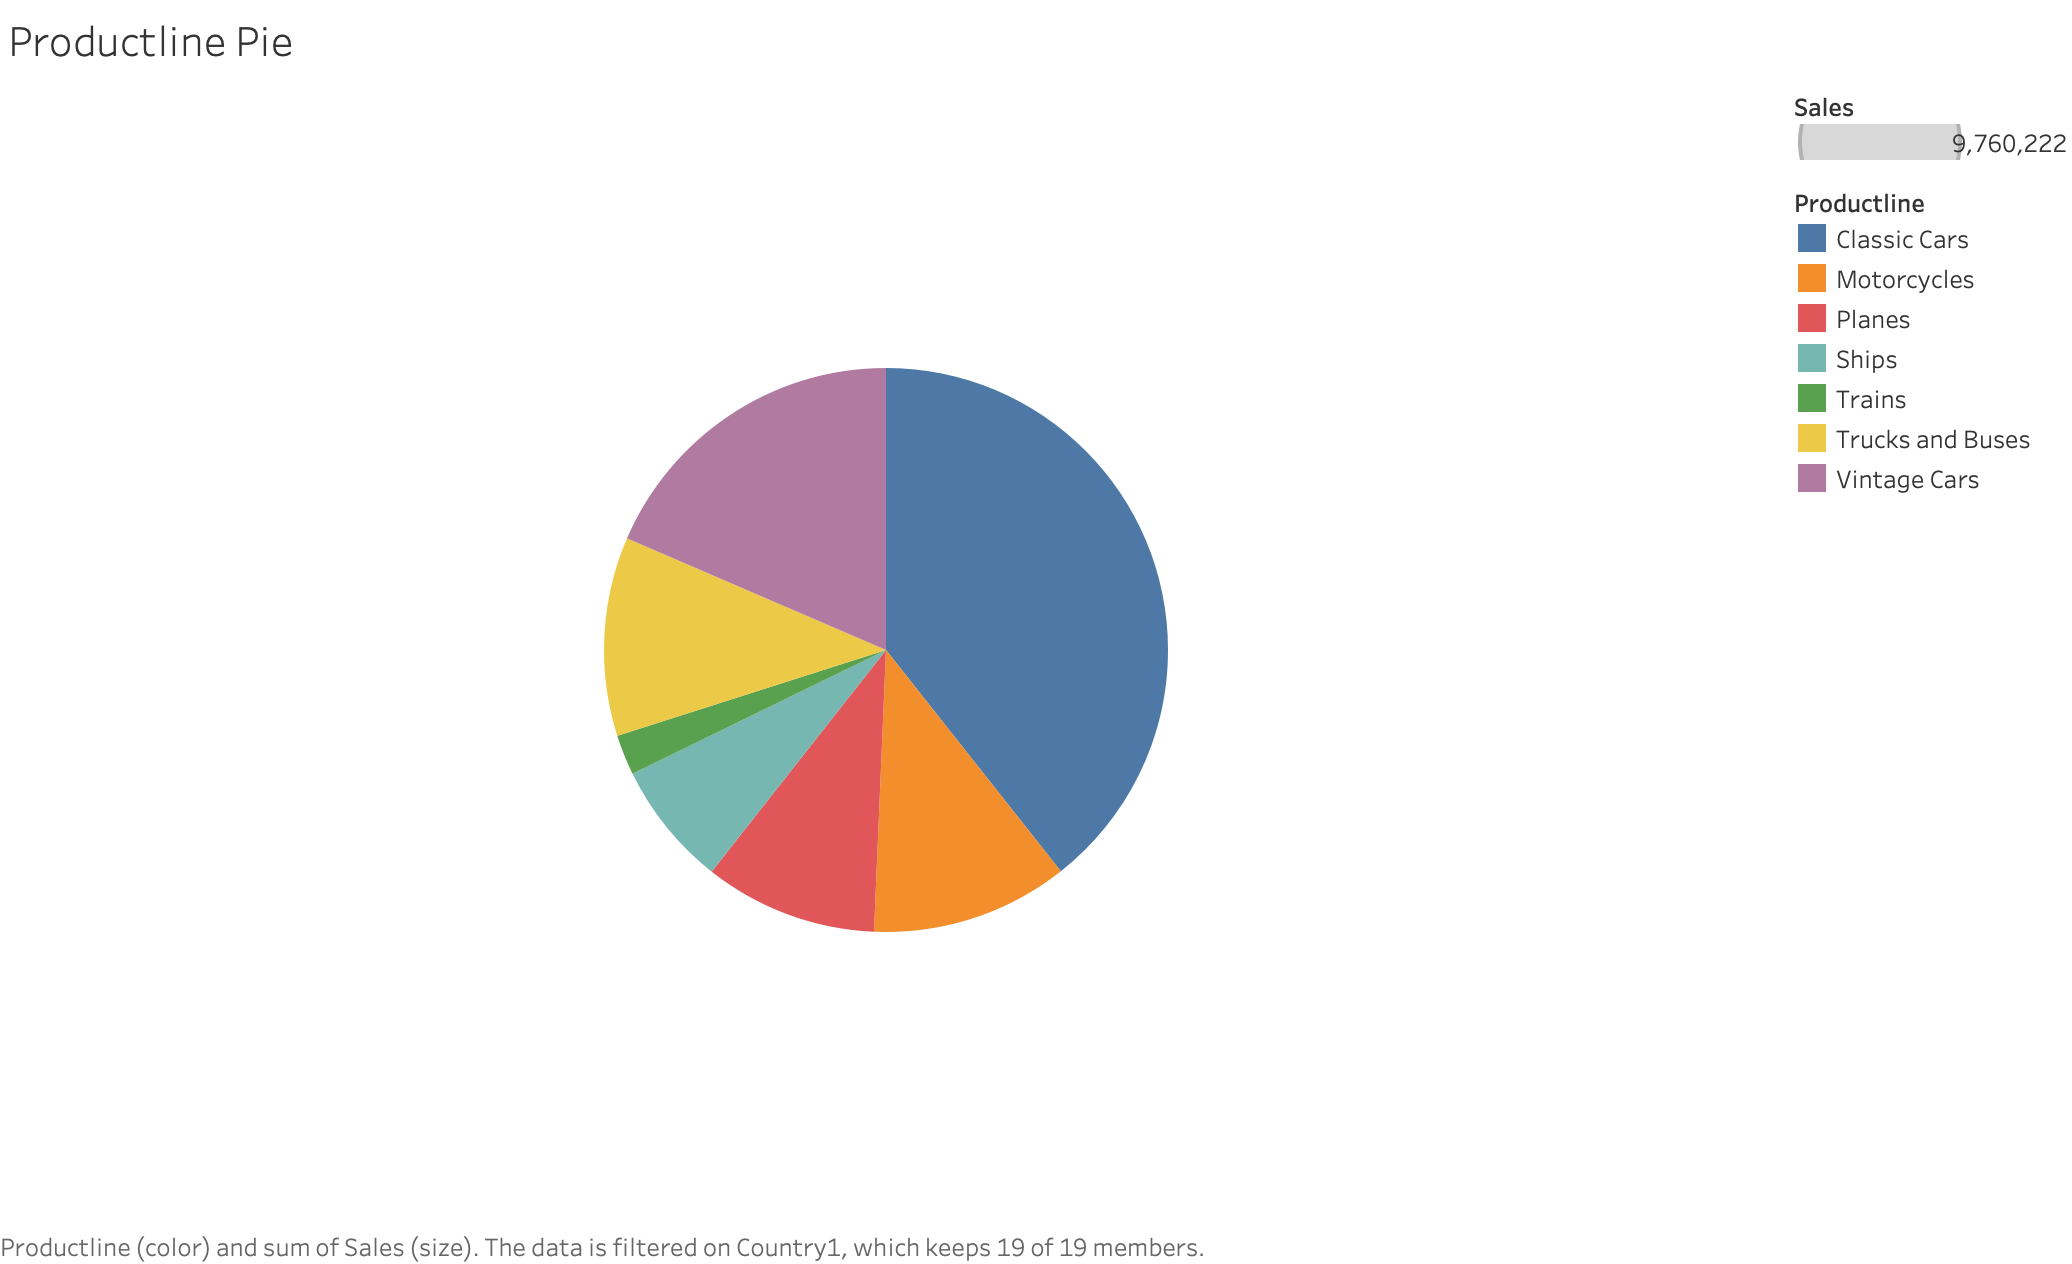 Productline Pie
Sales
9,760,222
Productline
Classic Cars
Motorcycles
Planes
Ships
Trains
Trucks and Buses
Vintage Cars
Productline (color) and sum of Sales (size). The data is filtered on Country1, which keeps 19 of 19 members.